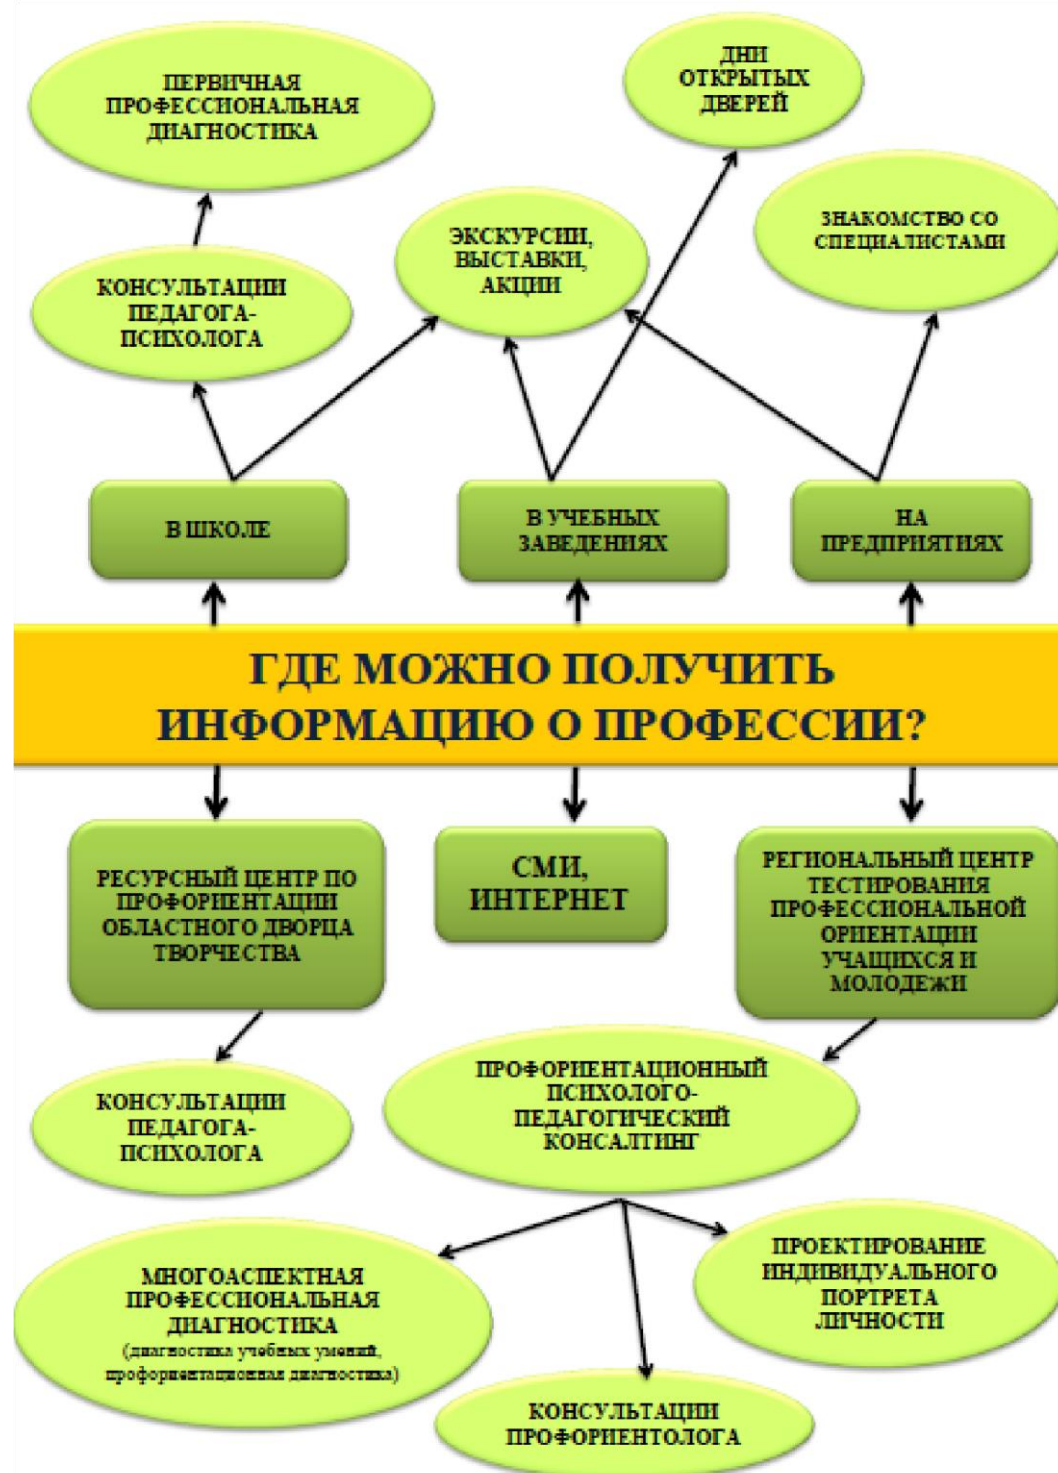 ПЕРВИЧНАЯ
ПРОФЕССИОНАЛЬНАЯ
ДИАГНОСТИКА
ДНИ
ОТКРЫТЫХ
ДВЕРЕЙ
ЭКСКУРСИИ,
ВЫСТАВКИ,
АКЦИИ
ЗНАКОМСТВО СО
СПЕЦИАЛИСТАМИ
КОНСУЛЬТАЦИИ
ПЕДАГОГА-
ПСИХОЛОГА
В ШКОЛЕ
В УЧЕБНЫХ
ЗАВЕДЕНИЯХ
НА
ПРЕДПРИЯТИЯХ
ГДЕ МОЖНО ПОЛУЧИТЬ
ИНФОРМАЦИЮ О ПРОФЕССИИ?
РЕСУРСНЫЙ ЦЕНТР ПО
ПРОФОРИЕНТАЦИИ
ОБЛАСТНОГО ДВОРЦА
ТВОРЧЕСТВА
СМИ,
ИНТЕРНЕТ
РЕГИОНАЛЬНЫЙ ЦЕНТР
ТЕСТИРОВАНИЯ
ПРОФЕССИОНАЛЬНОЙ
ОРИЕНТАЦИИ
УЧАЩИХСЯ И
МОЛОДЕЖИ
КОНСУЛЬТАЦИИ
ПЕДАГОГА-
ПСИХОЛОГА
ПРОФОРИЕНТАЦИОННЫЙ
ПСИХОЛОГО-
ПЕДАГОГИЧЕСКИЙ
КОНСАЛТИНГ
МНОГОАСПЕКТНАЯ
ПРОФЕССИОНАЛЬНАЯ
ДИАГНОСТИКА
(диагностика учебных умений,
профориентационная диагностика)
ПРОЕКТИРОВАНИЕ
ИНДИВИДУАЛЬНОГО
ПОРТРЕТА
ЛИЧНОСТИ
КОНСУЛЬТАЦИИ
ПРОФОРИЕНТОЛОГА